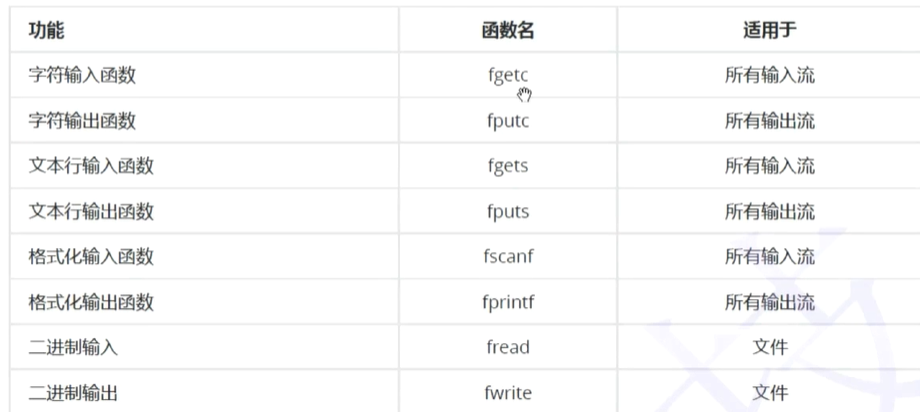 功能 函数名 适用于
字符输入函数 fgetc 所有输入流
字符输出函数 fputc 所有输出流
文本行输入函数 fgets 所有输入流
文本行输出函数 fputs 所有输出流
格式化输入函数 fscanf 所有输入流
格式化输出函数 fprintf 所有输出流
二进制输入 fread 文件
二进制输出 fwrite 文件